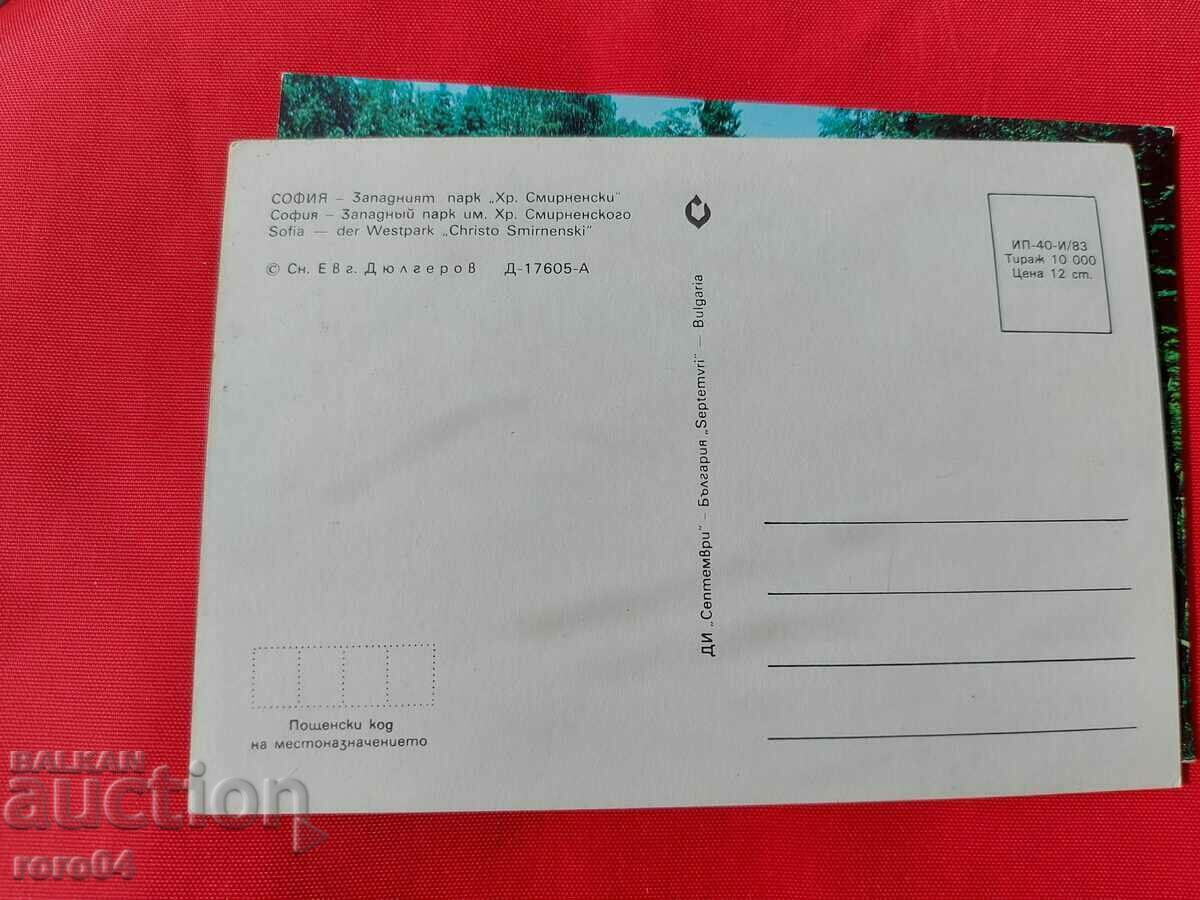 СОФИЯ – Западният парк „Хр. Смирненски"
София – Западный парк им. Хр. Смирненского
Sofia — der Westpark „Christo Smirnenski"
© Сн. Евг. Дюлгеров Д-17605-А
ИП-40-И/83
Тираж 10 000
Цена 12 ст.
ДИ „Септември" – България „Septemvri" — Bulgaria
Пощенски код
на местоназначението
BALKAN
auction
roro04